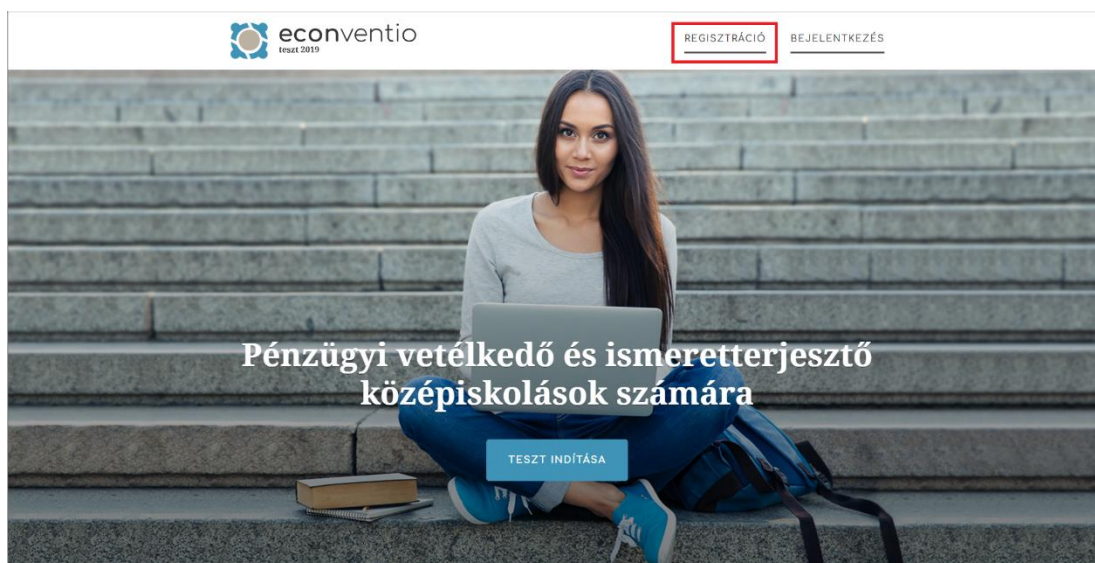 econventio
teszt 2019
REGISZTRÁCIÓ
BEJELENTKEZÉS
Pénzügyi vetélkedő és ismeretterjesztő
középiskolások számára
TESZT INDÍTÁSA